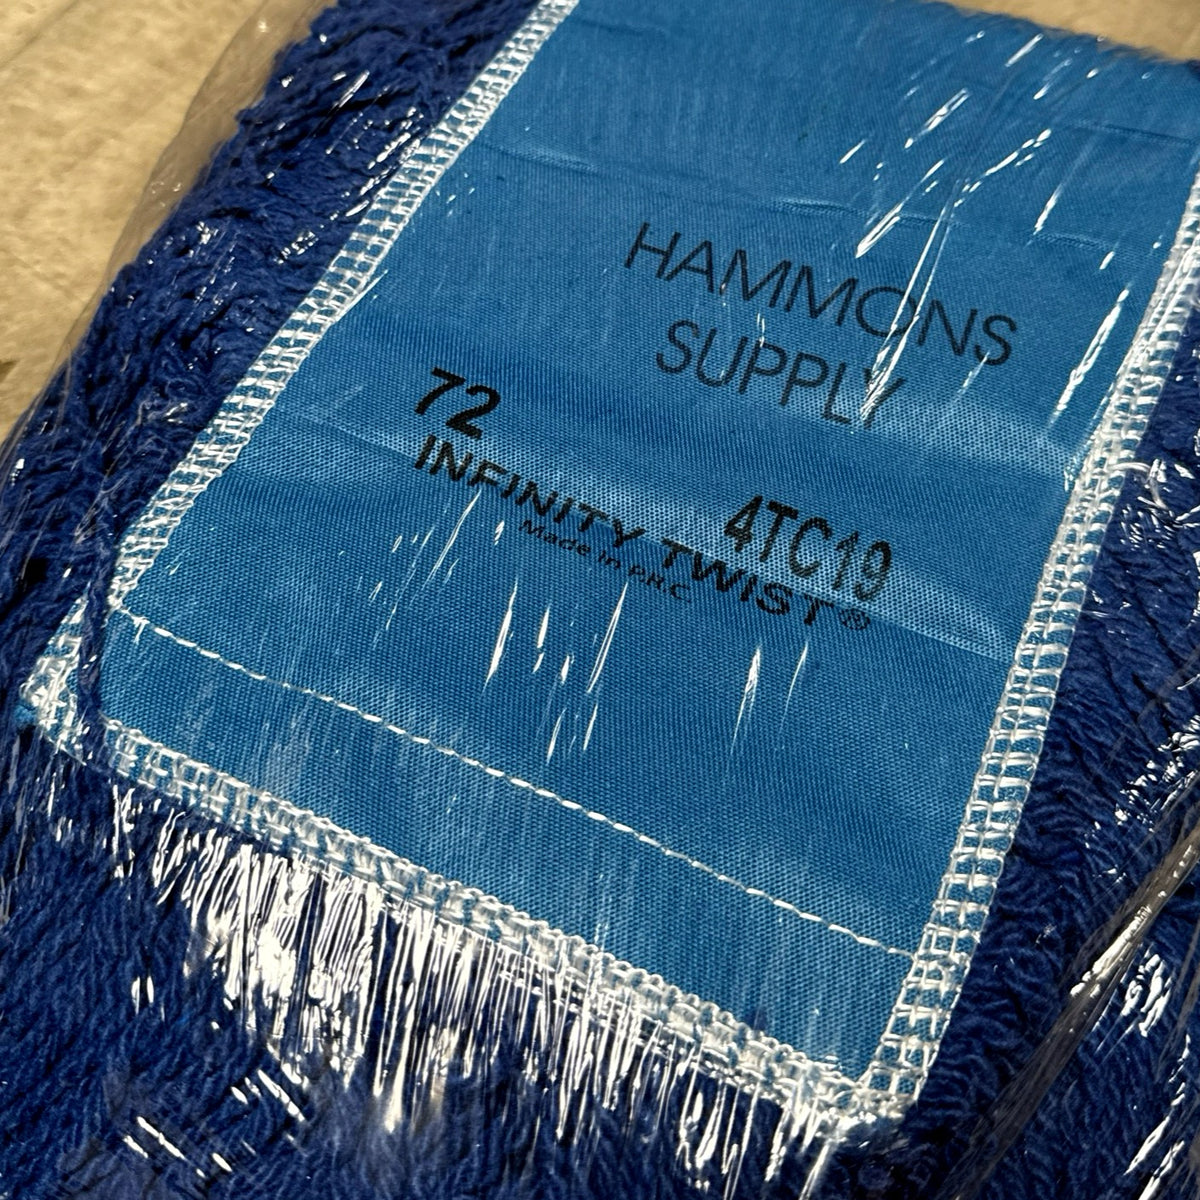 HAMMONS
SUPPLY
72
4TC19
INFINITY TWIST®
Made in P.R.C